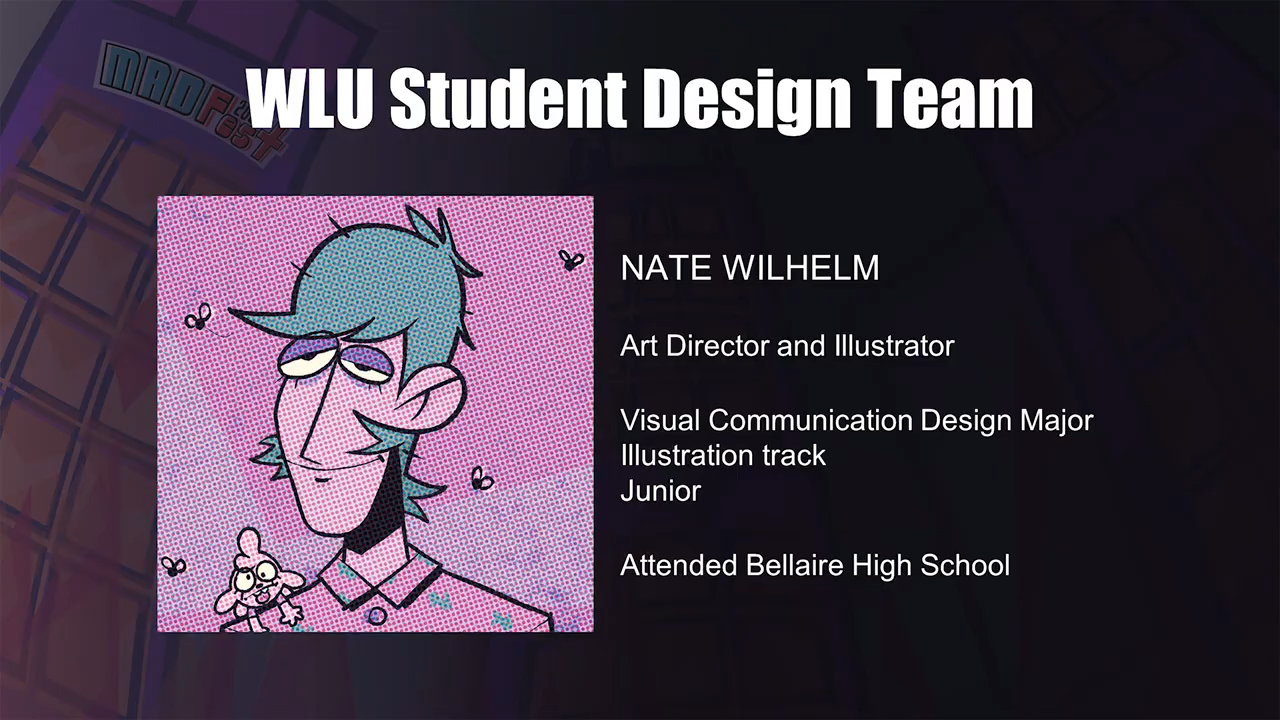 MADFest
WLU Student Design Team
NATE WILHELM
Art Director and Illustrator
Visual Communication Design Major
Illustration track
Junior
Attended Bellaire High School